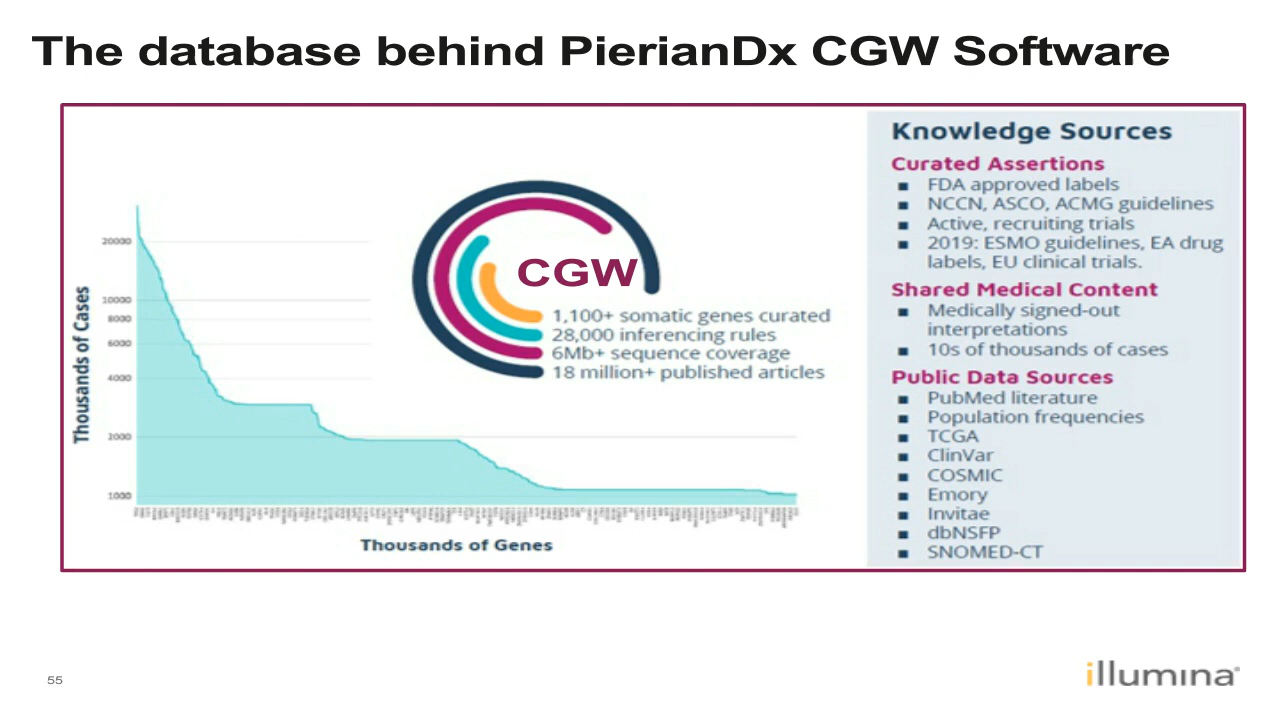 The database behind PierianDx CGW Software
Thousands of Cases
20000
10000
8000
6000
4000
2000
1000
Thousands of Genes
CGW
1,100+ somatic genes curated
28,000 inferencing rules
6Mb+ sequence coverage
18 million+ published articles
Knowledge Sources
Curated Assertions
■ FDA approved labels
■ NCCN, ASCO, ACMG guidelines
■ Active, recruiting trials
■ 2019: ESMO guidelines, EA drug
labels, EU clinical trials.
Shared Medical Content
■ Medically signed-out
interpretations
■ 10s of thousands of cases
Public Data Sources
■ PubMed literature
■ Population frequencies
■ TCGA
■ ClinVar
■ COSMIC
■ Emory
■ Invitae
■ dbNSFP
■ SNOMED-CT
55
illumina®